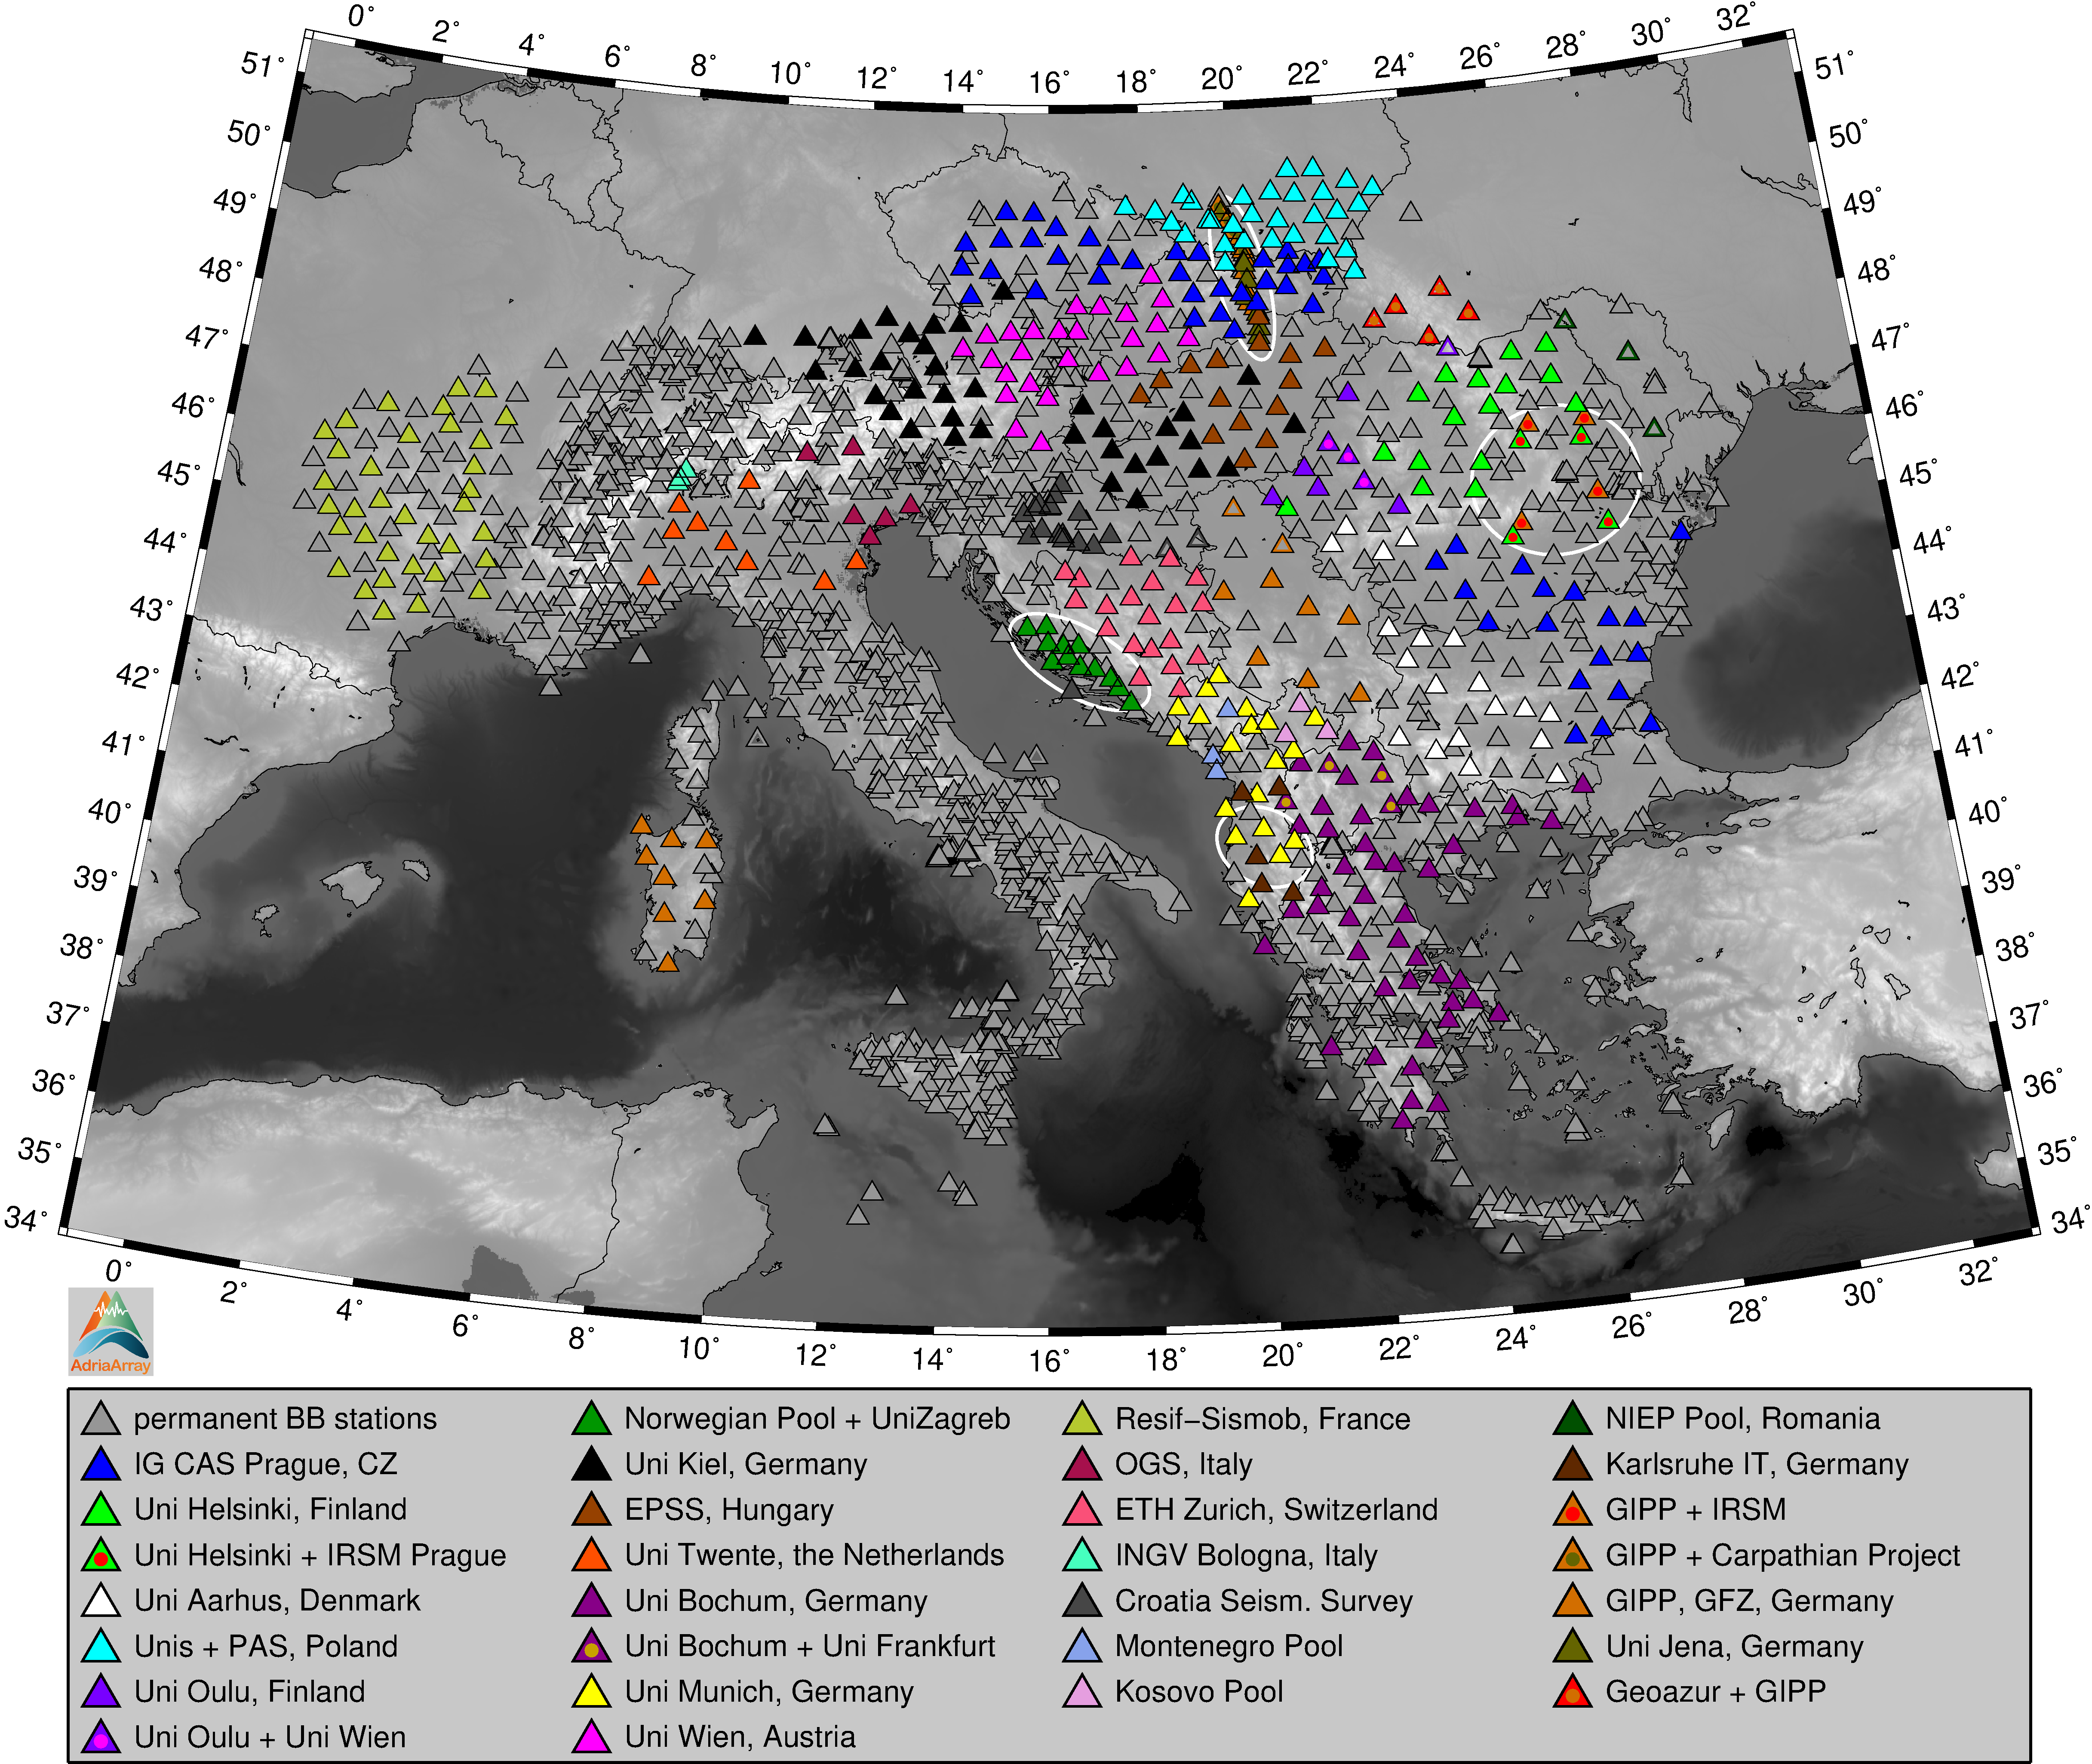 0° 2° 4° 6° 8° 10° 12° 14° 16° 18° 20° 22° 24° 26° 28° 30° 32°
51° 51°
50° 50°
49° 49°
48° 48°
47° 47°
46° 46°
45° 45°
44° 44°
43° 43°
42° 42°
41° 41°
40° 40°
39° 39°
38° 38°
37° 37°
36° 36°
35° 35°
34° 34°
0° 2° 4° 6° 8° 10° 12° 14° 16° 18° 20° 22° 24° 26° 28° 30° 32°
AdriaArray
permanent BB stations
IG CAS Prague, CZ
Uni Helsinki, Finland
Uni Helsinki + IRSM Prague
Uni Aarhus, Denmark
Unis + PAS, Poland
Uni Oulu, Finland
Uni Oulu + Uni Wien
Norwegian Pool + UniZagreb
Uni Kiel, Germany
EPSS, Hungary
Uni Twente, the Netherlands
Uni Bochum, Germany
Uni Bochum + Uni Frankfurt
Uni Munich, Germany
Uni Wien, Austria
Resif−Sismob, France
OGS, Italy
ETH Zurich, Switzerland
INGV Bologna, Italy
Croatia Seism. Survey
Montenegro Pool
Kosovo Pool
NIEP Pool, Romania
Karlsruhe IT, Germany
GIPP + IRSM
GIPP + Carpathian Project
GIPP, GFZ, Germany
Uni Jena, Germany
Geoazur + GIPP